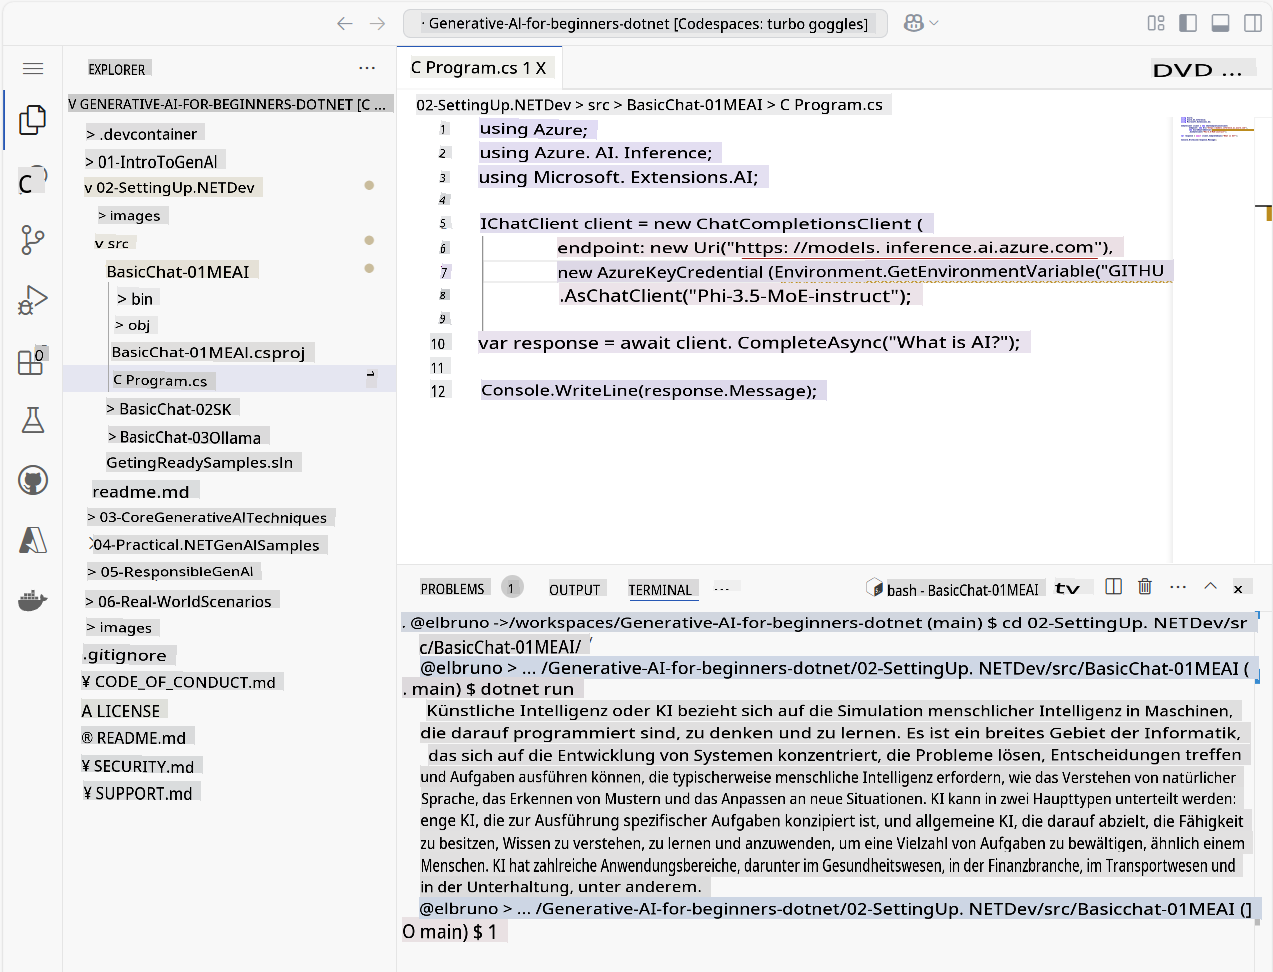 · Generative-AI-for-beginners-dotnet [Codespaces: turbo goggles]
EXPLORER ···
V GENERATIVE-AI-FOR-BEGINNERS-DOTNET [C ...
> .devcontainer
> 01-IntroToGenAI
v 02-SettingUp.NETDev
> images
v src
BasicChat-01MEAI
> bin
> obj
BasicChat-01MEAI.csproj
C Program.cs 1
> BasicChat-02SK
> BasicChat-03Ollama
GetingReadySamples.sln
readme.md
> 03-CoreGenerativeAITechniques
04-Practical.NETGenAISamples
> 05-ResponsibleGenAI
> 06-Real-WorldScenarios
> images
.gitignore
¥ CODE_OF_CONDUCT.md
A LICENSE
® README.md
¥ SECURITY.md
¥ SUPPORT.md
C
0
C Program.cs 1 X
DVD ...
02-SettingUp.NETDev > src > BasicChat-01MEAI > C Program.cs
1 using Azure;
2 using Azure. AI. Inference;
3 using Microsoft. Extensions.AI;
4
5 IChatClient client = new ChatCompletionsClient (
6 endpoint: new Uri("https: //models. inference.ai.azure.com"),
7 new AzureKeyCredential (Environment.GetEnvironmentVariable("GITHU
8 .AsChatClient("Phi-3.5-MoE-instruct");
9
10 var response = await client. CompleteAsync("What is AI?");
11
12 Console.WriteLine(response.Message);
PROBLEMS 1 OUTPUT TERMINAL ··· bash - BasicChat-01MEAI tv ··· x
. @elbruno ->/workspaces/Generative-AI-for-beginners-dotnet (main) $ cd 02-SettingUp. NETDev/sr
c/BasicChat-01MEAI/
@elbruno > ... /Generative-AI-for-beginners-dotnet/02-SettingUp. NETDev/src/BasicChat-01MEAI (
. main) $ dotnet run
Künstliche Intelligenz oder KI bezieht sich auf die Simulation menschlicher Intelligenz in Maschinen,
die darauf programmiert sind, zu denken und zu lernen. Es ist ein breites Gebiet der Informatik,
das sich auf die Entwicklung von Systemen konzentriert, die Probleme lösen, Entscheidungen treffen
und Aufgaben ausführen können, die typischerweise menschliche Intelligenz erfordern, wie das Verstehen von natürlicher
Sprache, das Erkennen von Mustern und das Anpassen an neue Situationen. KI kann in zwei Haupttypen unterteilt werden:
enge KI, die zur Ausführung spezifischer Aufgaben konzipiert ist, und allgemeine KI, die darauf abzielt, die Fähigkeit
zu besitzen, Wissen zu verstehen, zu lernen und anzuwenden, um eine Vielzahl von Aufgaben zu bewältigen, ähnlich einem
Menschen. KI hat zahlreiche Anwendungsbereiche, darunter im Gesundheitswesen, in der Finanzbranche, im Transportwesen und
in der Unterhaltung, unter anderem.
@elbruno > ... /Generative-AI-for-beginners-dotnet/02-SettingUp. NETDev/src/Basicchat-01MEAI (]
O main) $ 1